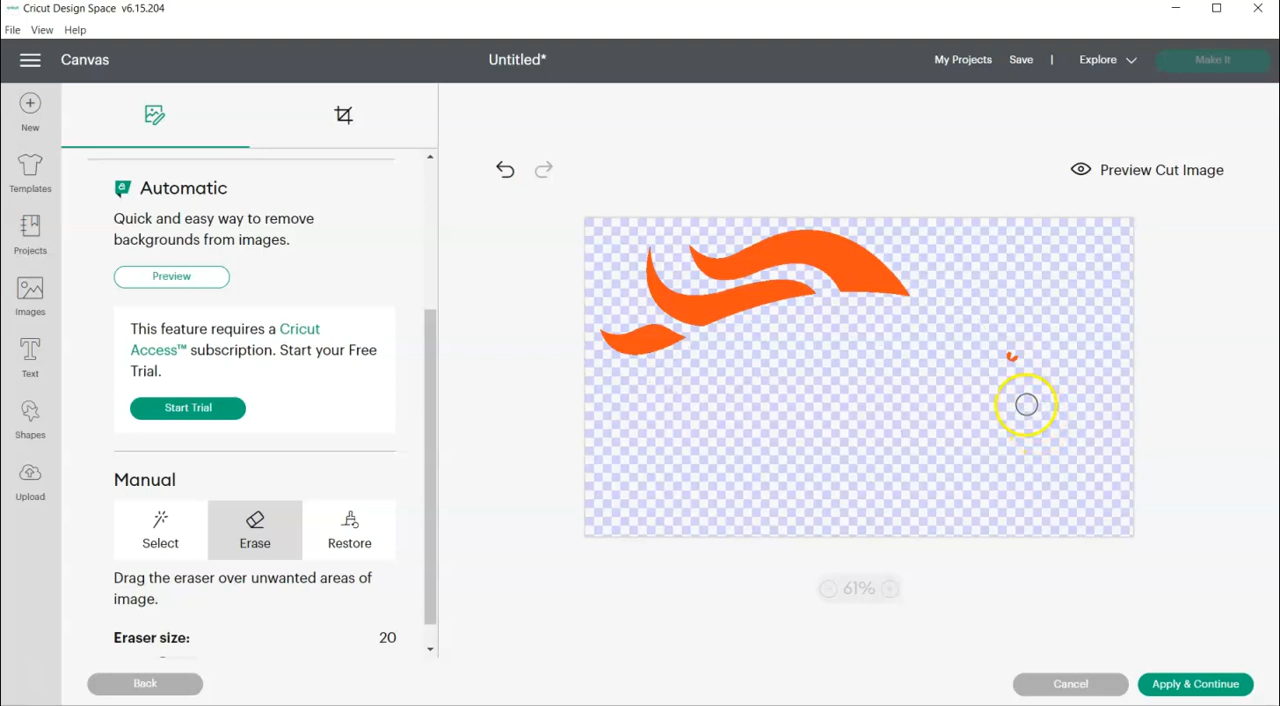 Cricut Design Space v6.15.204
File View Help
Canvas
Untitled*
My Projects Save | Explore
Make It
New
Templates
Projects
Images
Text
Shapes
Upload
Automatic
Quick and easy way to remove
backgrounds from images.
Preview
This feature requires a Cricut
Access™ subscription. Start your Free
Trial.
Start Trial
Manual
Select Erase Restore
Drag the eraser over unwanted areas of
image.
Eraser size: 20
Back
Preview Cut Image
61%
Cancel Apply & Continue